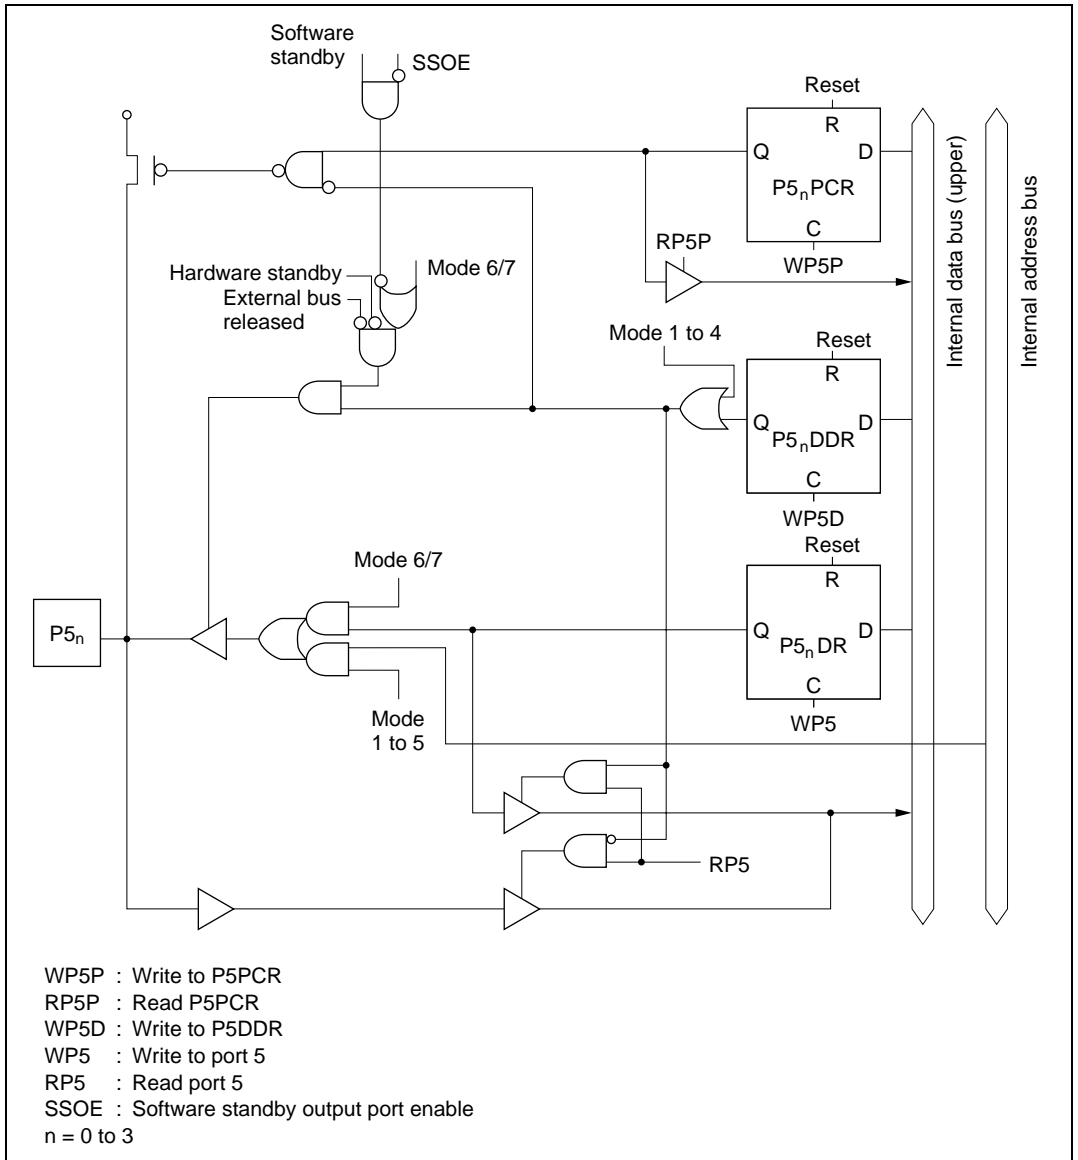 Software
standby
SSOE
Reset
R
Q D
P5nPCR
C
WP5P
RP5P
Internal data bus (upper)
Internal address bus
Hardware standby
Mode 6/7
External bus
released
Mode 1 to 4
Reset
R
Q D
P5nDDR
C
WP5D
Reset
R
Q D
P5nDR
C
WP5
Mode 6/7
P5n
Mode
1 to 5
RP5
WP5P : Write to P5PCR
RP5P : Read P5PCR
WP5D : Write to P5DDR
WP5 : Write to port 5
RP5 : Read port 5
SSOE : Software standby output port enable
n = 0 to 3